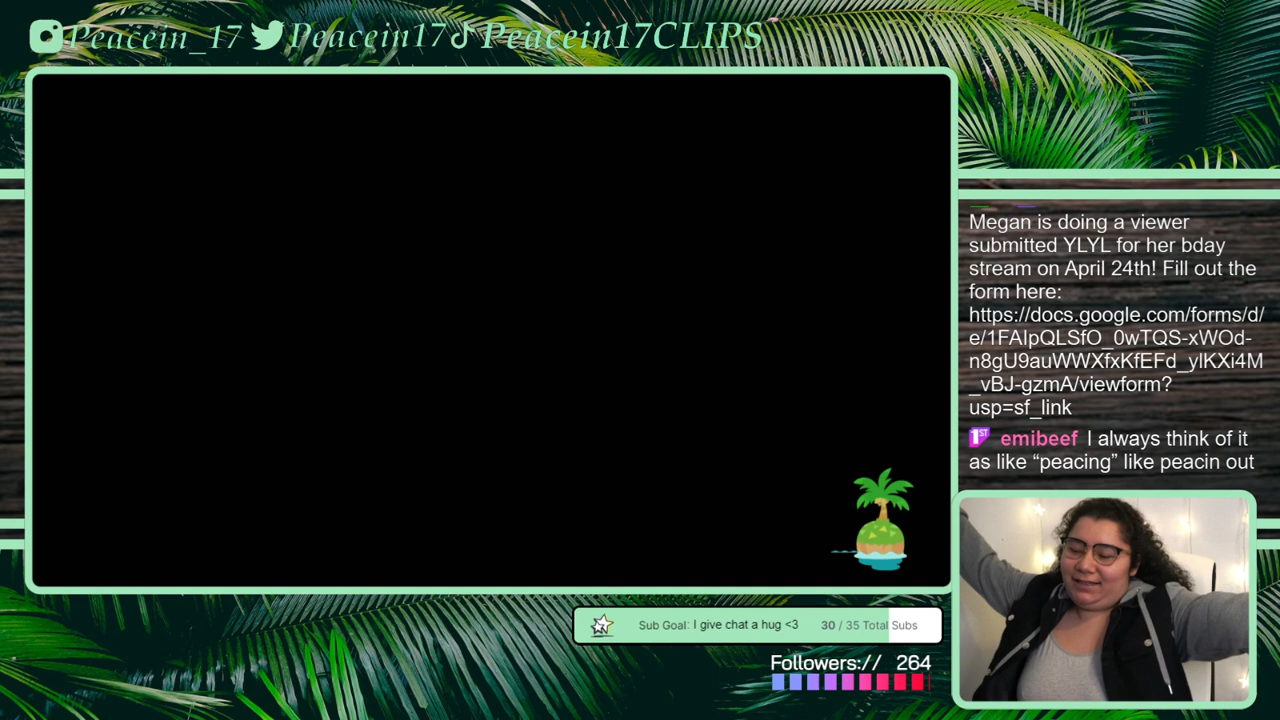 Peacein_17 Peacein17 Peacein17CLIPS
Megan is doing a viewer
submitted YLYL for her bday
stream on April 24th! Fill out the
form here:
https://docs.google.com/forms/d/
e/1FAIpQLSfO_0wTQS-xWOd-
n8gU9auWWXfxKfEFd_ylKXi4M
_vBJ-gzmA/viewform?
usp=sf_link
1ST emibeef I always think of it
as like “peacing” like peacin out
Sub Goal: I give chat a hug <3 30 / 35 Total Subs
Followers:// 264